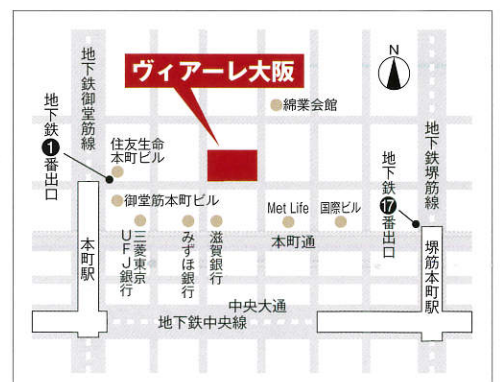 ヴィアーレ大阪
N
綿業会館
地下鉄御堂筋線
地下鉄
1
番出口
住友生命
本町ビル
御堂筋本町ビル
三菱東京
UFJ銀行
みずほ銀行
滋賀銀行
Met Life
国際ビル
本町通
地下鉄堺筋線
地下鉄
17
番出口
本町駅
堺筋本町駅
中央大通
地下鉄中央線